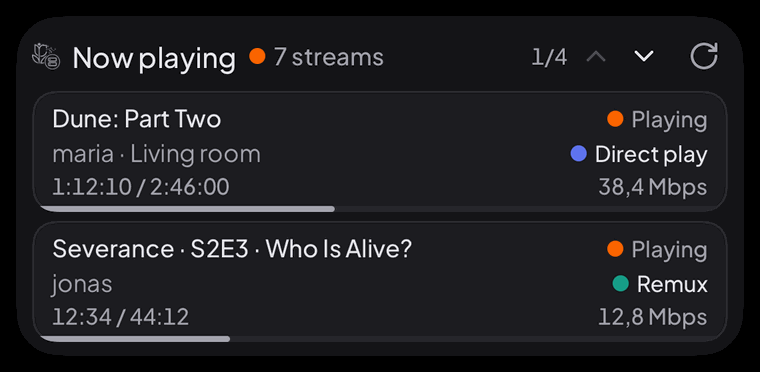 Now playing 7 streams 1/4
Dune: Part Two Playing
maria · Living room Direct play
1:12:10 / 2:46:00 38,4 Mbps
Severance · S2E3 · Who Is Alive? Playing
jonas Remux
12:34 / 44:12 12,8 Mbps